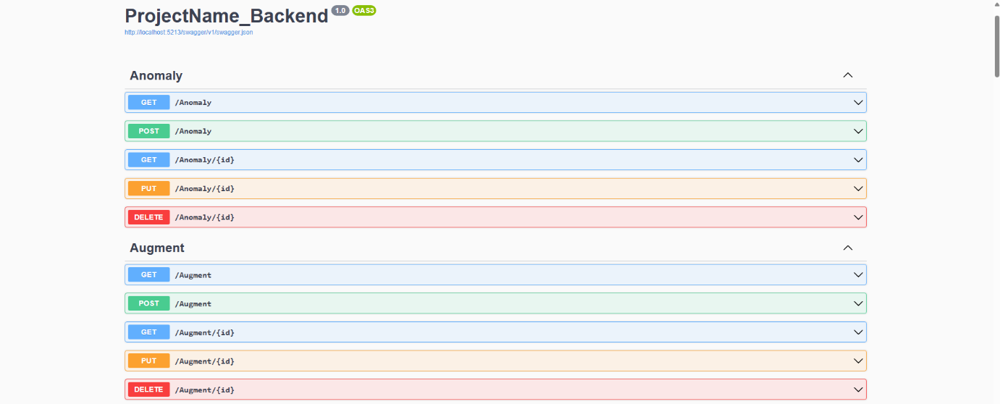 ProjectName_Backend 1.0 OAS3
http://localhost:5213/swagger/v1/swagger.json
Anomaly
GET /Anomaly
POST /Anomaly
GET /Anomaly/{id}
PUT /Anomaly/{id}
DELETE /Anomaly/{id}
Augment
GET /Augment
POST /Augment
GET /Augment/{id}
PUT /Augment/{id}
DELETE /Augment/{id}